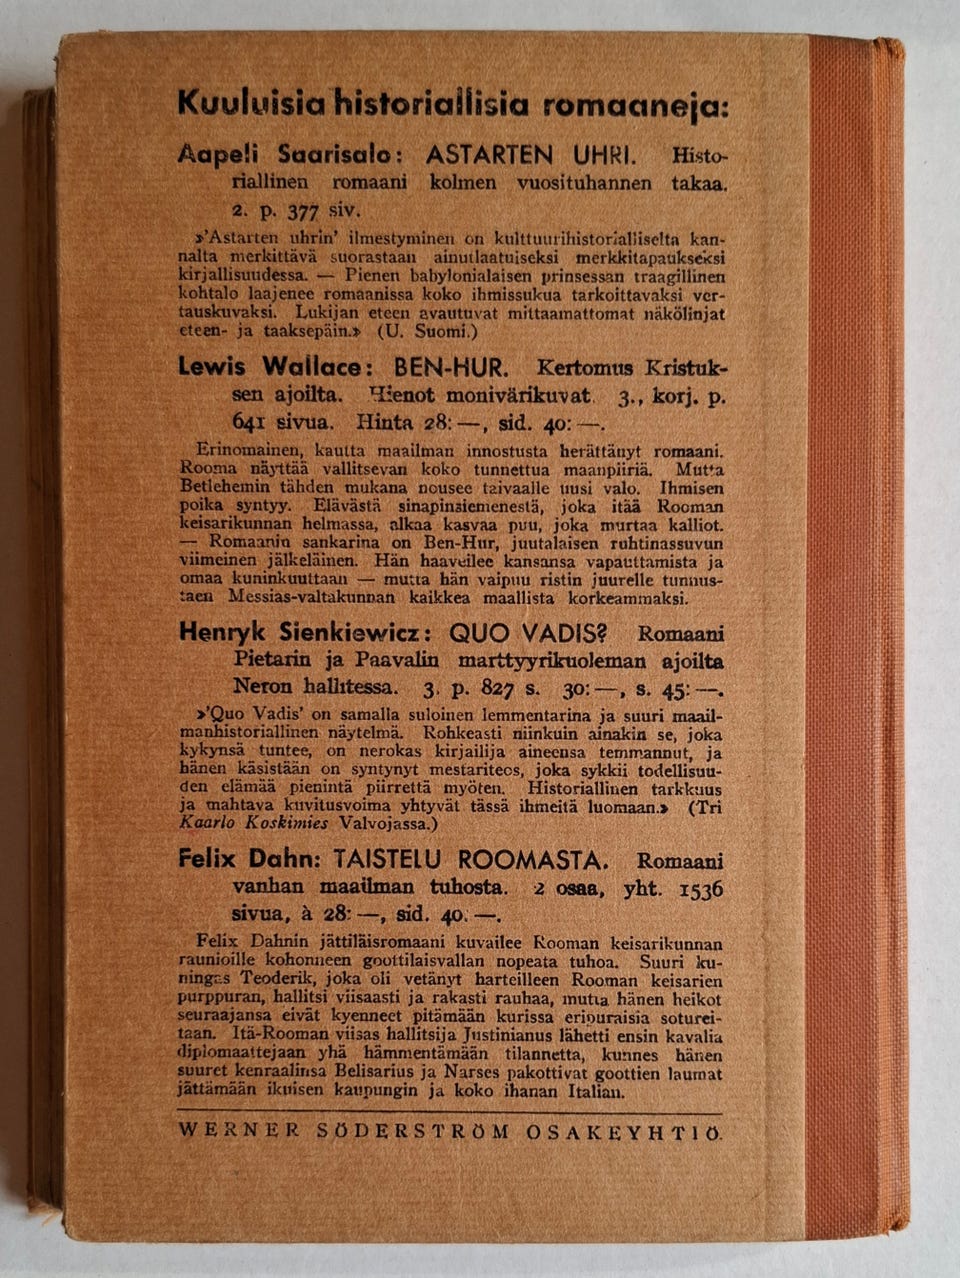 Kuuluisia historiallisia romaaneja:
Aapeli Saarisalo: ASTARTEN UHRI. Histo-
riallinen romaani kolmen vuosituhannen takaa.
2. p. 377 siv.
»'Astarten uhrin' ilmestyminen on kulttuurihistorialliselta kan-
nalta merkittävä suorastaan ainutlaatuiseksi merkkitapaukseksi
kirjallisuudessa. — Pienen babylonialaisen prinsessan traagillinen
kohtalo laajenee romaanissa koko ihmissukua tarkoittavaksi ver-
tauskuvaksi. Lukijan eteen avautuvat mittaamattomat näkölinjat
eteen- ja taaksepäin.» (U. Suomi.)
Lewis Wallace: BEN-HUR. Kertomus Kristuk-
sen ajoilta. Hienot monivärikuvat. 3., korj. p.
641 sivua. Hinta 28: —, sid. 40: —.
Erinomainen, kautta maailman innostusta herättänyt romaani.
Rooma näyttää vallitsevan koko tunnettua maanpiiriä. Mutta
Betlehemin tähden mukana nousee taivaalle uusi valo. Ihmisen
poika syntyy. Elävästä sinapinsiemenestä, joka itää Rooman
keisarikunnan helmassa, alkaa kasvaa puu, joka murtaa kalliot.
— Romaanin sankarina on Ben-Hur, juutalaisen ruhtinassuvun
viimeinen jälkeläinen. Hän haaveilee kansansa vapauttamista ja
omaa kuninkuuttaan — mutta hän vaipuu ristin juurelle tunnus-
taen Messias-valtakunnan kaikkea maallista korkeammaksi.
Henryk Sienkiewicz: QUO VADIS? Romaani
Pietarin ja Paavalin marttyyrikuoleman ajoilta
Neron hallitessa. 3. p. 827 s. 30: —, s. 45: —.
»'Quo Vadis' on samalla suloinen lemmentarina ja suuri maail-
manhistoriallinen näytelmä. Rohkeasti niinkuin ainakin se, joka
kykynsä tuntee, on nerokas kirjailija aineensa temmannut, ja
hänen käsistään on syntynyt mestariteos, joka sykkii todellisuu-
den elämää pienintä piirrettä myöten. Historiallinen tarkkuus
ja mahtava kuvitusvoima yhtyvät tässä ihmeitä luomaan.» (Tri
Kaarlo Koskimies Valvojassa.)
Felix Dahn: TAISTELU ROOMASTA. Romaani
vanhan maailman tuhosta. 2 osaa, yht. 1536
sivua, à 28: —, sid. 40: —.
Felix Dahnin jättiläisromaani kuvailee Rooman keisarikunnan
raunioille kohonneen goottilaisvallan nopeata tuhoa. Suuri ku-
ningas Teoderik, joka oli vetänyt harteilleen Rooman keisarien
purppuran, hallitsi viisaasti ja rakasti rauhaa, mutta hänen heikot
seuraajansa eivät kyenneet pitämään kurissa eripuraisia soturei-
taan. Itä-Rooman viisas hallitsija Justinianus lähetti ensin kavalia
diplomaattejaan yhä hämmentämään tilannetta, kunnes hänen
suuret kenraalinsa Belisarius ja Narses pakottivat goottien laumat
jättämään ikuisen kaupungin ja koko ihanan Italian.
WERNER SÖDERSTRÖM OSAKEYHTIÖ.